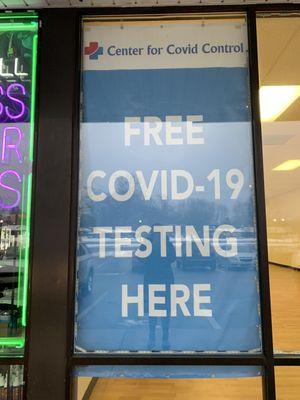 Center for Covid Control
FREE
COVID-19
TESTING
HERE